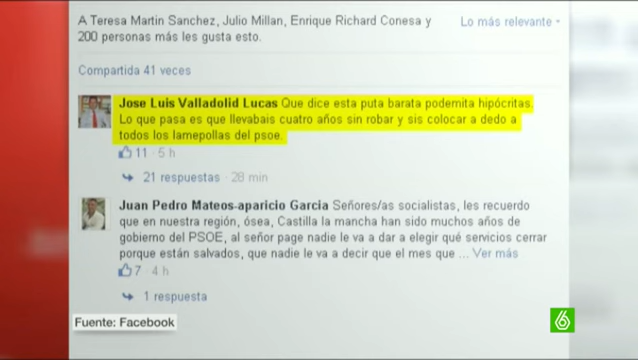 A Teresa Martin Sanchez, Julio Millan, Enrique Richard Conesa y
Lo más relevante
200 personas más les gusta esto.
Compartida 41 veces
Jose Luis Valladolid Lucas Que dice esta puta barata podemita hipócritas.
Lo que pasa es que llevabais cuatro años sin robar y sis colocar a dedo a
todos los lamepollas del psoe.
11 · 5 h
21 respuestas · 28 min
Juan Pedro Mateos-aparicio Garcia Señores/as socialistas, les recuerdo
que en nuestra región, ósea, Castilla la mancha han sido muchos años de
gobierno del PSOE, al señor page nadie le va a dar a elegir qué servicios cerrar
porque están salvados, que nadie le va a decir que el mes que ... Ver más
7 · 4 h
1 respuesta
Fuente: Facebook
6